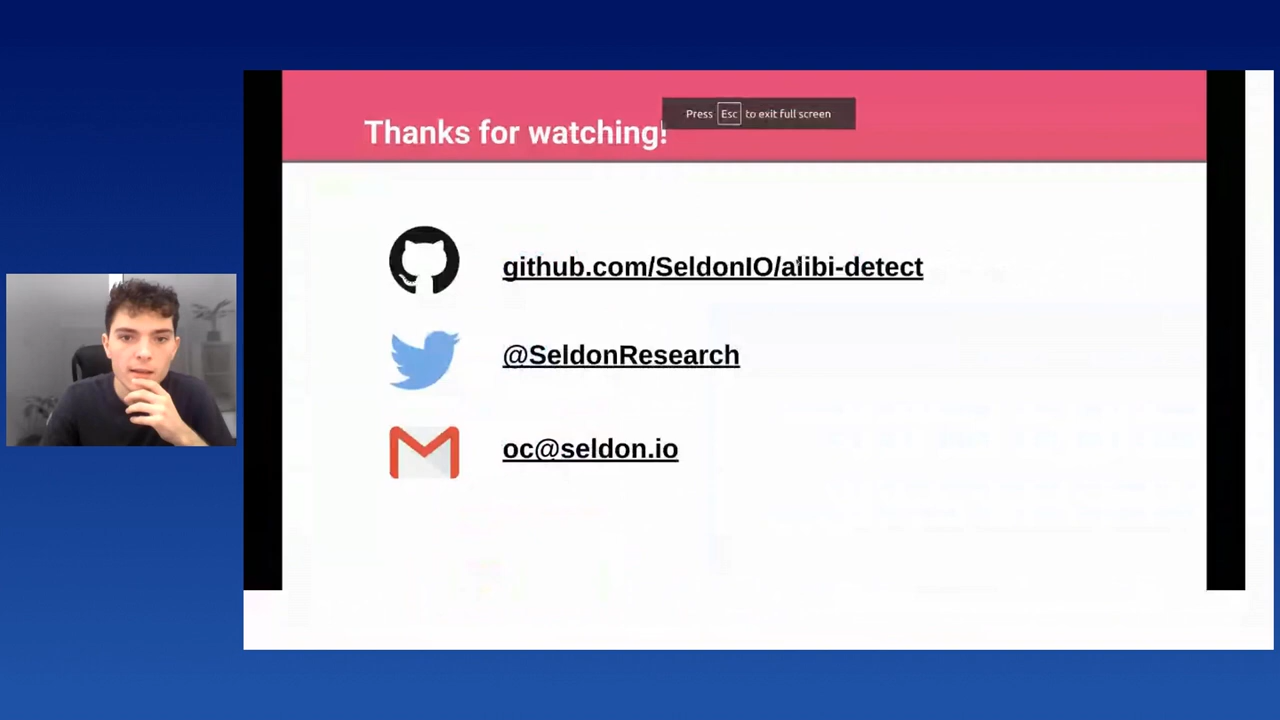 Thanks for watching!
Press Esc to exit full screen
github.com/SeldonIO/alibi-detect
@SeldonResearch
oc@seldon.io